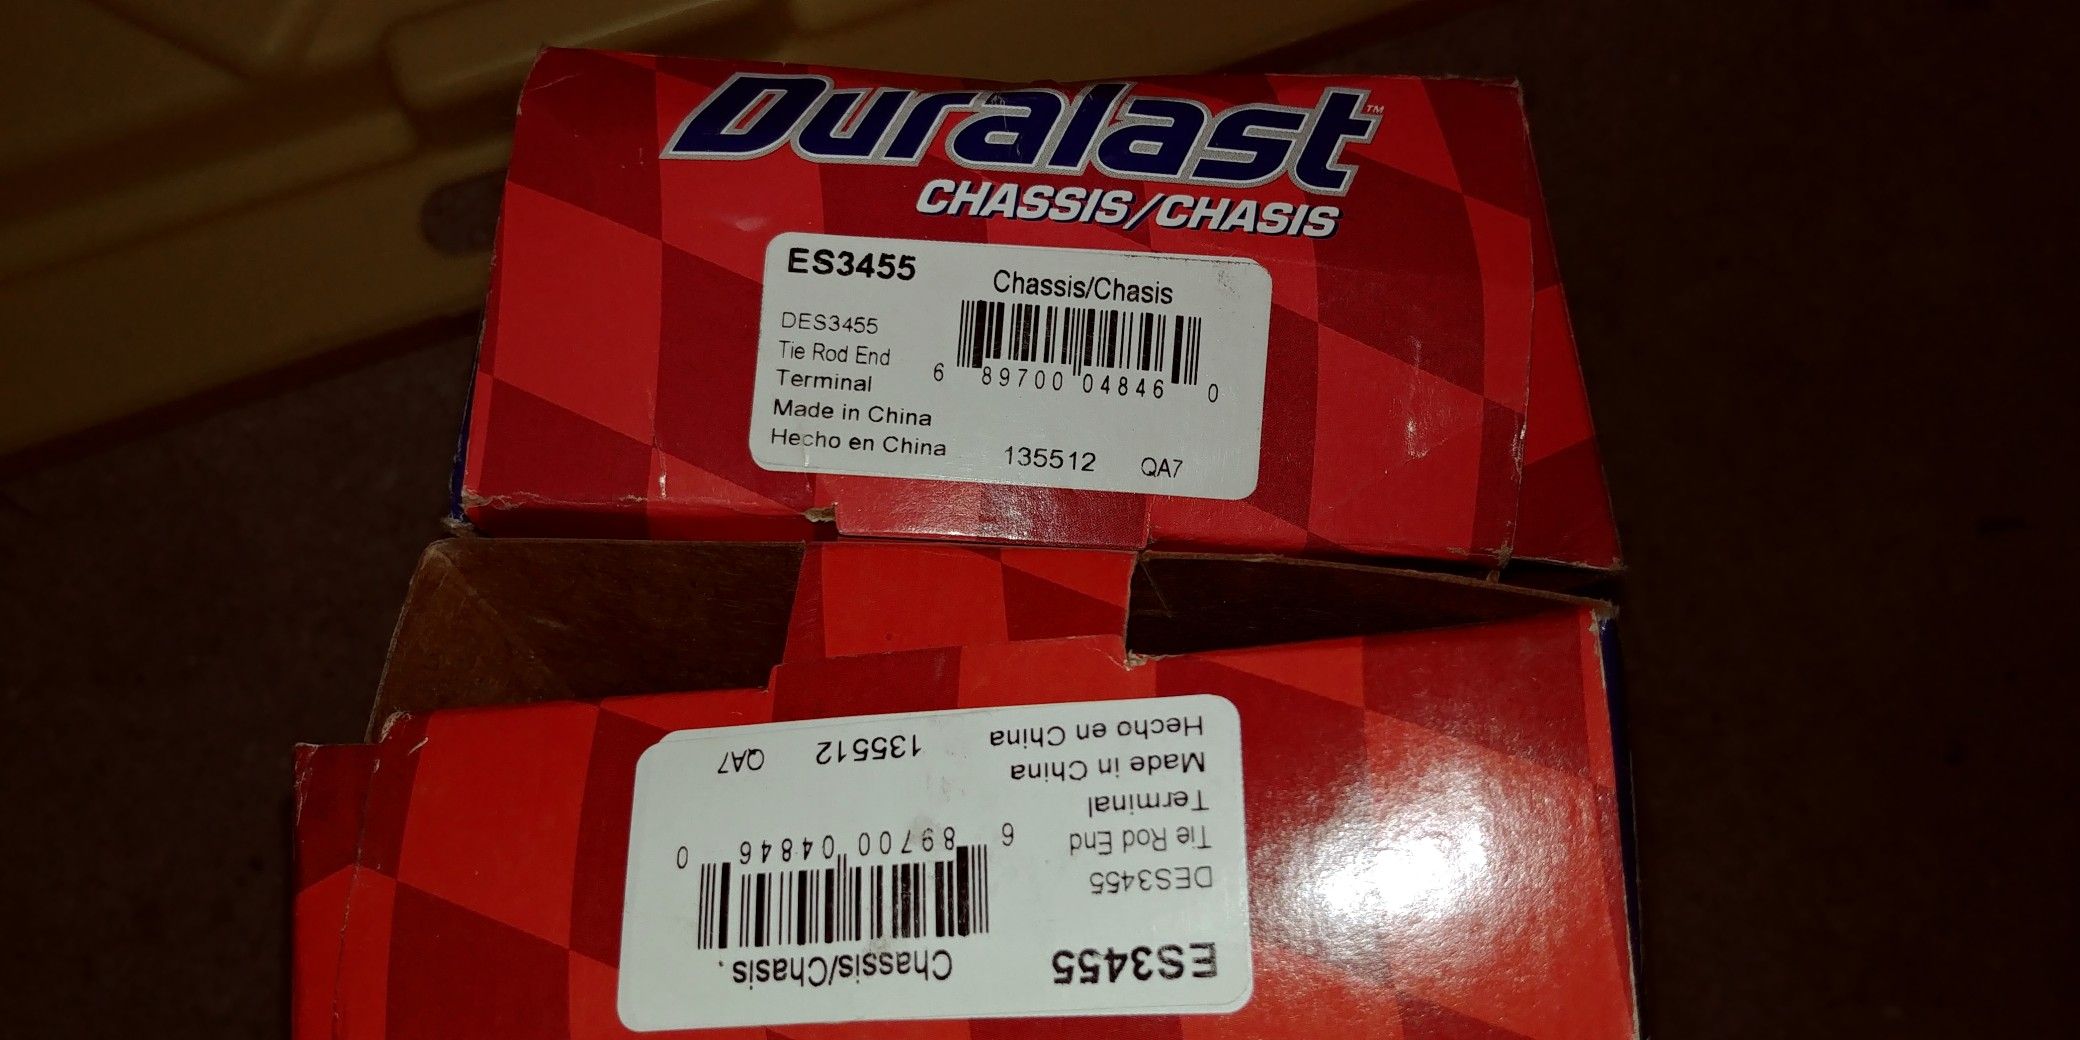 Duralast™
CHASSIS/CHASIS
ES3455
Chassis/Chasis
DES3455
Tie Rod End
Terminal
Made in China
Hecho en China
6 89700 04846 0
135512 QA7
ES3455
Chassis/Chasis
DES3455
Tie Rod End
Terminal
Made in China
Hecho en China
6 89700 04846 0
135512 QA7